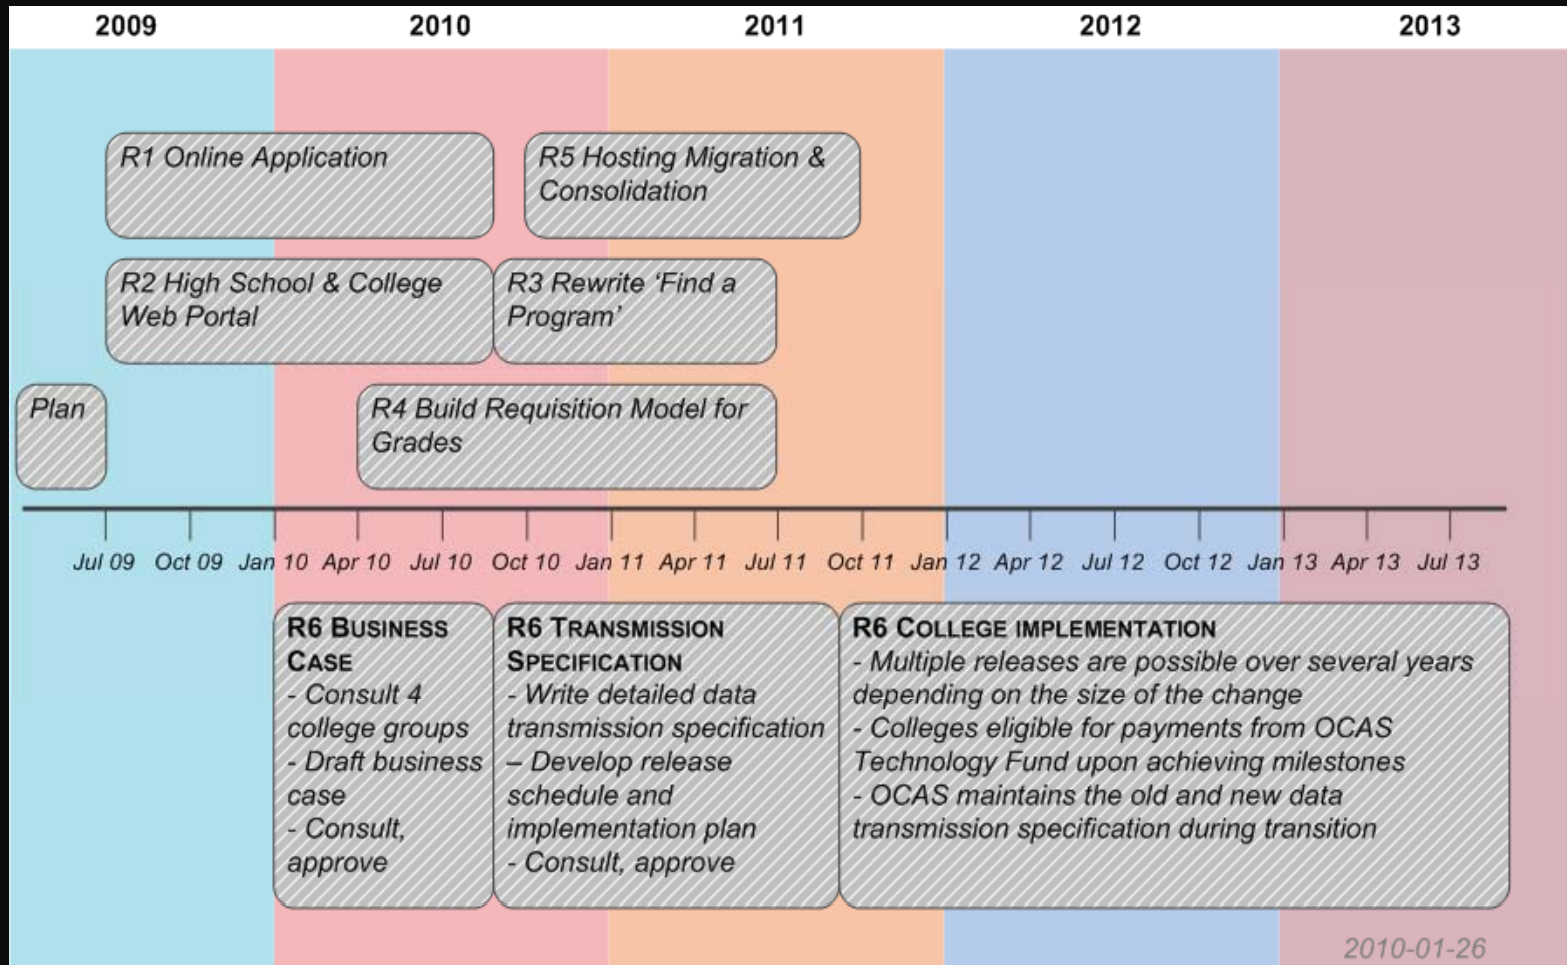 2009 2010 2011 2012 2013
R1 Online Application
R5 Hosting Migration &
Consolidation
R2 High School & College
Web Portal
R3 Rewrite ‘Find a
Program’
Plan
R4 Build Requisition Model for
Grades
Jul 09 Oct 09 Jan 10 Apr 10 Jul 10 Oct 10 Jan 11 Apr 11 Jul 11 Oct 11 Jan 12 Apr 12 Jul 12 Oct 12 Jan 13 Apr 13 Jul 13
R6 BUSINESS
CASE
- Consult 4
college groups
- Draft business
case
- Consult,
approve
R6 TRANSMISSION
SPECIFICATION
- Write detailed data
transmission specification
– Develop release
schedule and
implementation plan
- Consult, approve
R6 COLLEGE IMPLEMENTATION
- Multiple releases are possible over several years
depending on the size of the change
- Colleges eligible for payments from OCAS
Technology Fund upon achieving milestones
- OCAS maintains the old and new data
transmission specification during transition
2010-01-26